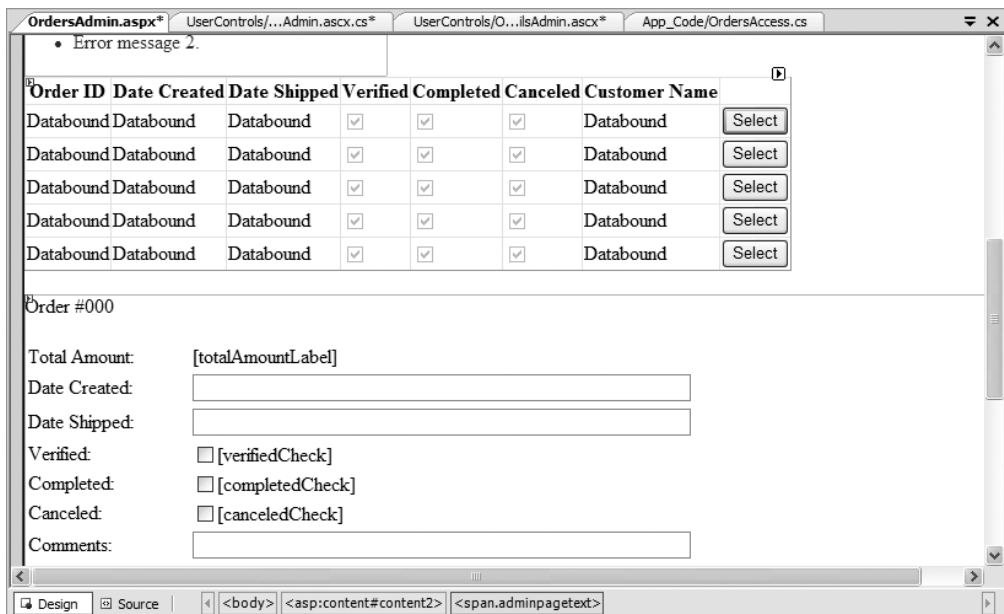 OrdersAdmin.aspx* UserControls/...Admin.ascx.cs* UserControls/O...ilsAdmin.ascx* App_Code/OrdersAccess.cs
• Error message 2.
Order ID Date Created Date Shipped Verified Completed Canceled Customer Name
Databound Databound Databound Databound Select
Databound Databound Databound Databound Select
Databound Databound Databound Databound Select
Databound Databound Databound Databound Select
Databound Databound Databound Databound Select
Order #000
Total Amount: [totalAmountLabel]
Date Created:
Date Shipped:
Verified: [verifiedCheck]
Completed: [completedCheck]
Canceled: [canceledCheck]
Comments:
Design Source <body> <asp:content#content2> <span.adminpagetext>